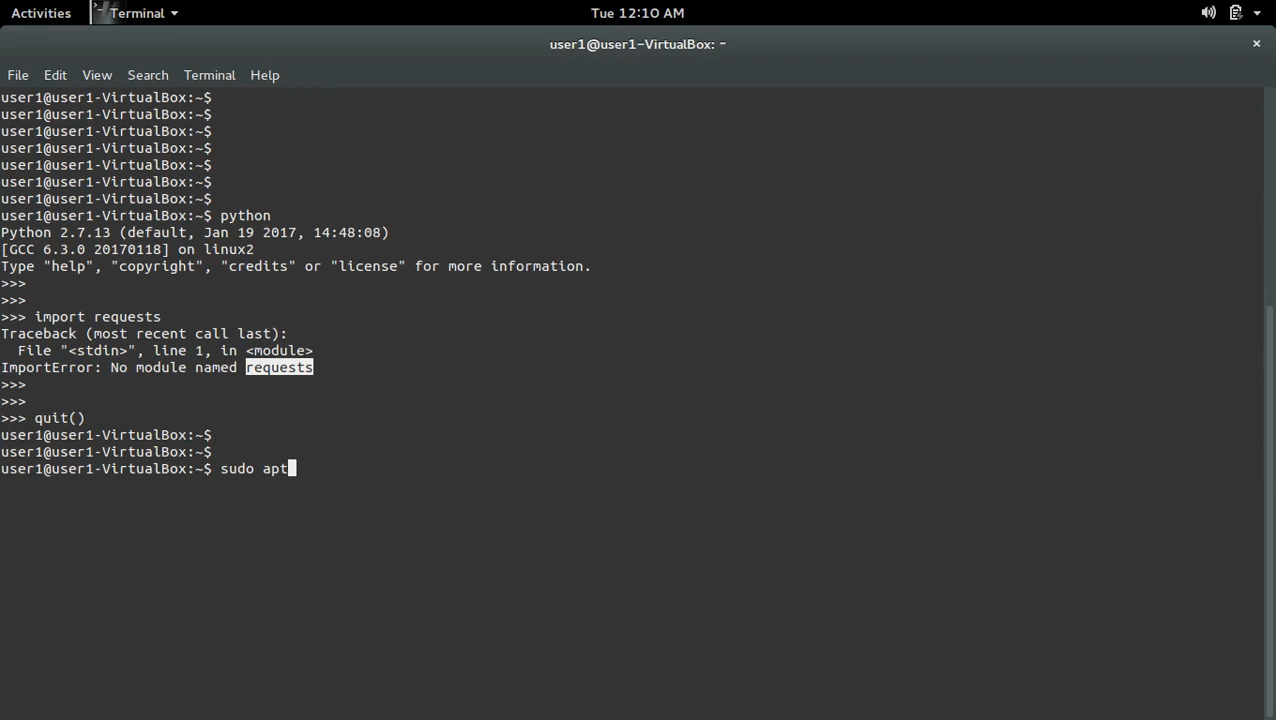 Activities Terminal Tue 12:10 AM
user1@user1-VirtualBox: ~ ×
File Edit View Search Terminal Help
user1@user1-VirtualBox:~$
user1@user1-VirtualBox:~$
user1@user1-VirtualBox:~$
user1@user1-VirtualBox:~$
user1@user1-VirtualBox:~$
user1@user1-VirtualBox:~$
user1@user1-VirtualBox:~$
user1@user1-VirtualBox:~$ python
Python 2.7.13 (default, Jan 19 2017, 14:48:08)
[GCC 6.3.0 20170118] on linux2
Type "help", "copyright", "credits" or "license" for more information.
>>>
>>>
>>> import requests
Traceback (most recent call last):
  File "<stdin>", line 1, in <module>
ImportError: No module named requests
>>>
>>>
>>> quit()
user1@user1-VirtualBox:~$
user1@user1-VirtualBox:~$
user1@user1-VirtualBox:~$ sudo apt